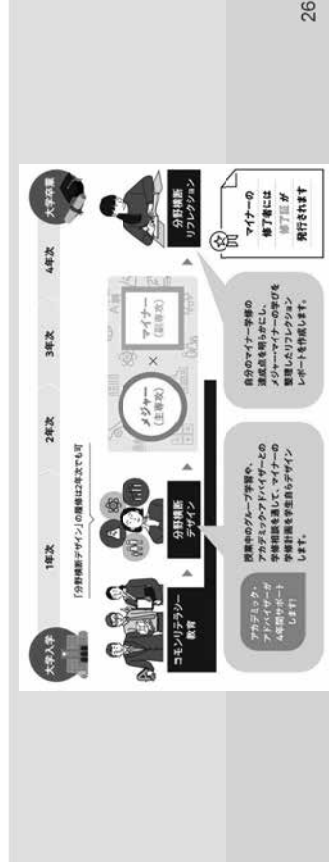 大学入学
1年次
2年次
3年次
4年次
大学卒業
「分野横断デザイン」の履修は2年次でも可
コモンリテラシー
教育
分野横断
デザイン
メジャー
(主専攻)
×
マイナー
(副専攻)
分野横断
リフレクション
アカデミック・
アドバイザーが
4年間サポート
します!
授業中のグループ学習や、
アカデミック・アドバイザーとの
学修相談を通して、マイナーの
学修計画を学生自らデザイン
します。
自分のマイナー学修の
達成点を明らかにし、
メジャー・マイナーの学びを
整理したリフレクション
レポートを作成します。
マイナーの
修了者には
修了証 が
発行されます
26